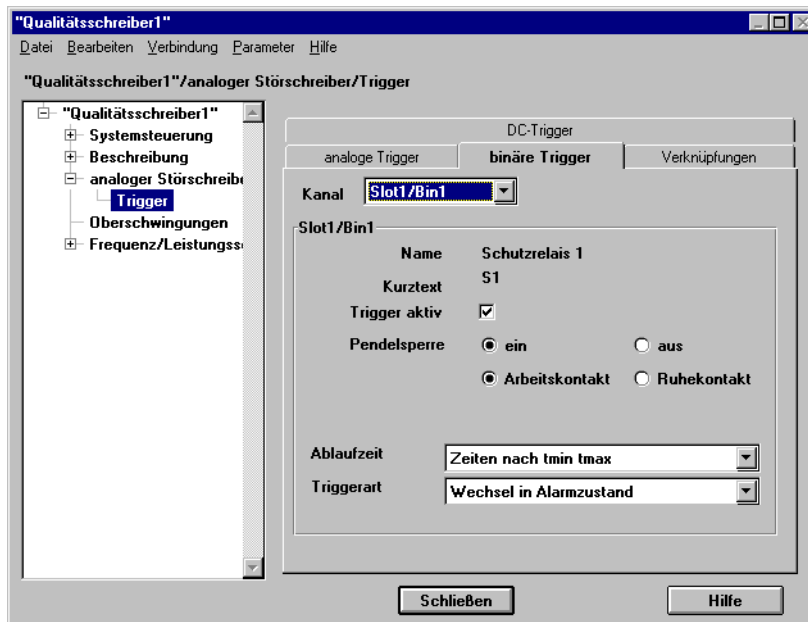 "Qualitätsschreiber1"
Datei Bearbeiten Verbindung Parameter Hilfe
"Qualitätsschreiber1"/analoger Störschreiber/Trigger
"Qualitätsschreiber1"
Systemsteuerung
Beschreibung
analoger Störschreibe
Trigger
Oberschwingungen
Frequenz/Leistungss
DC-Trigger
analoge Trigger binäre Trigger Verknüpfungen
Kanal Slot1/Bin1
Slot1/Bin1
Name Schutzrelais 1
Kurztext S1
Trigger aktiv
Pendelsperre ein aus
Arbeitskontakt Ruhekontakt
Ablaufzeit Zeiten nach tmin tmax
Triggerart Wechsel in Alarmzustand
Schließen Hilfe